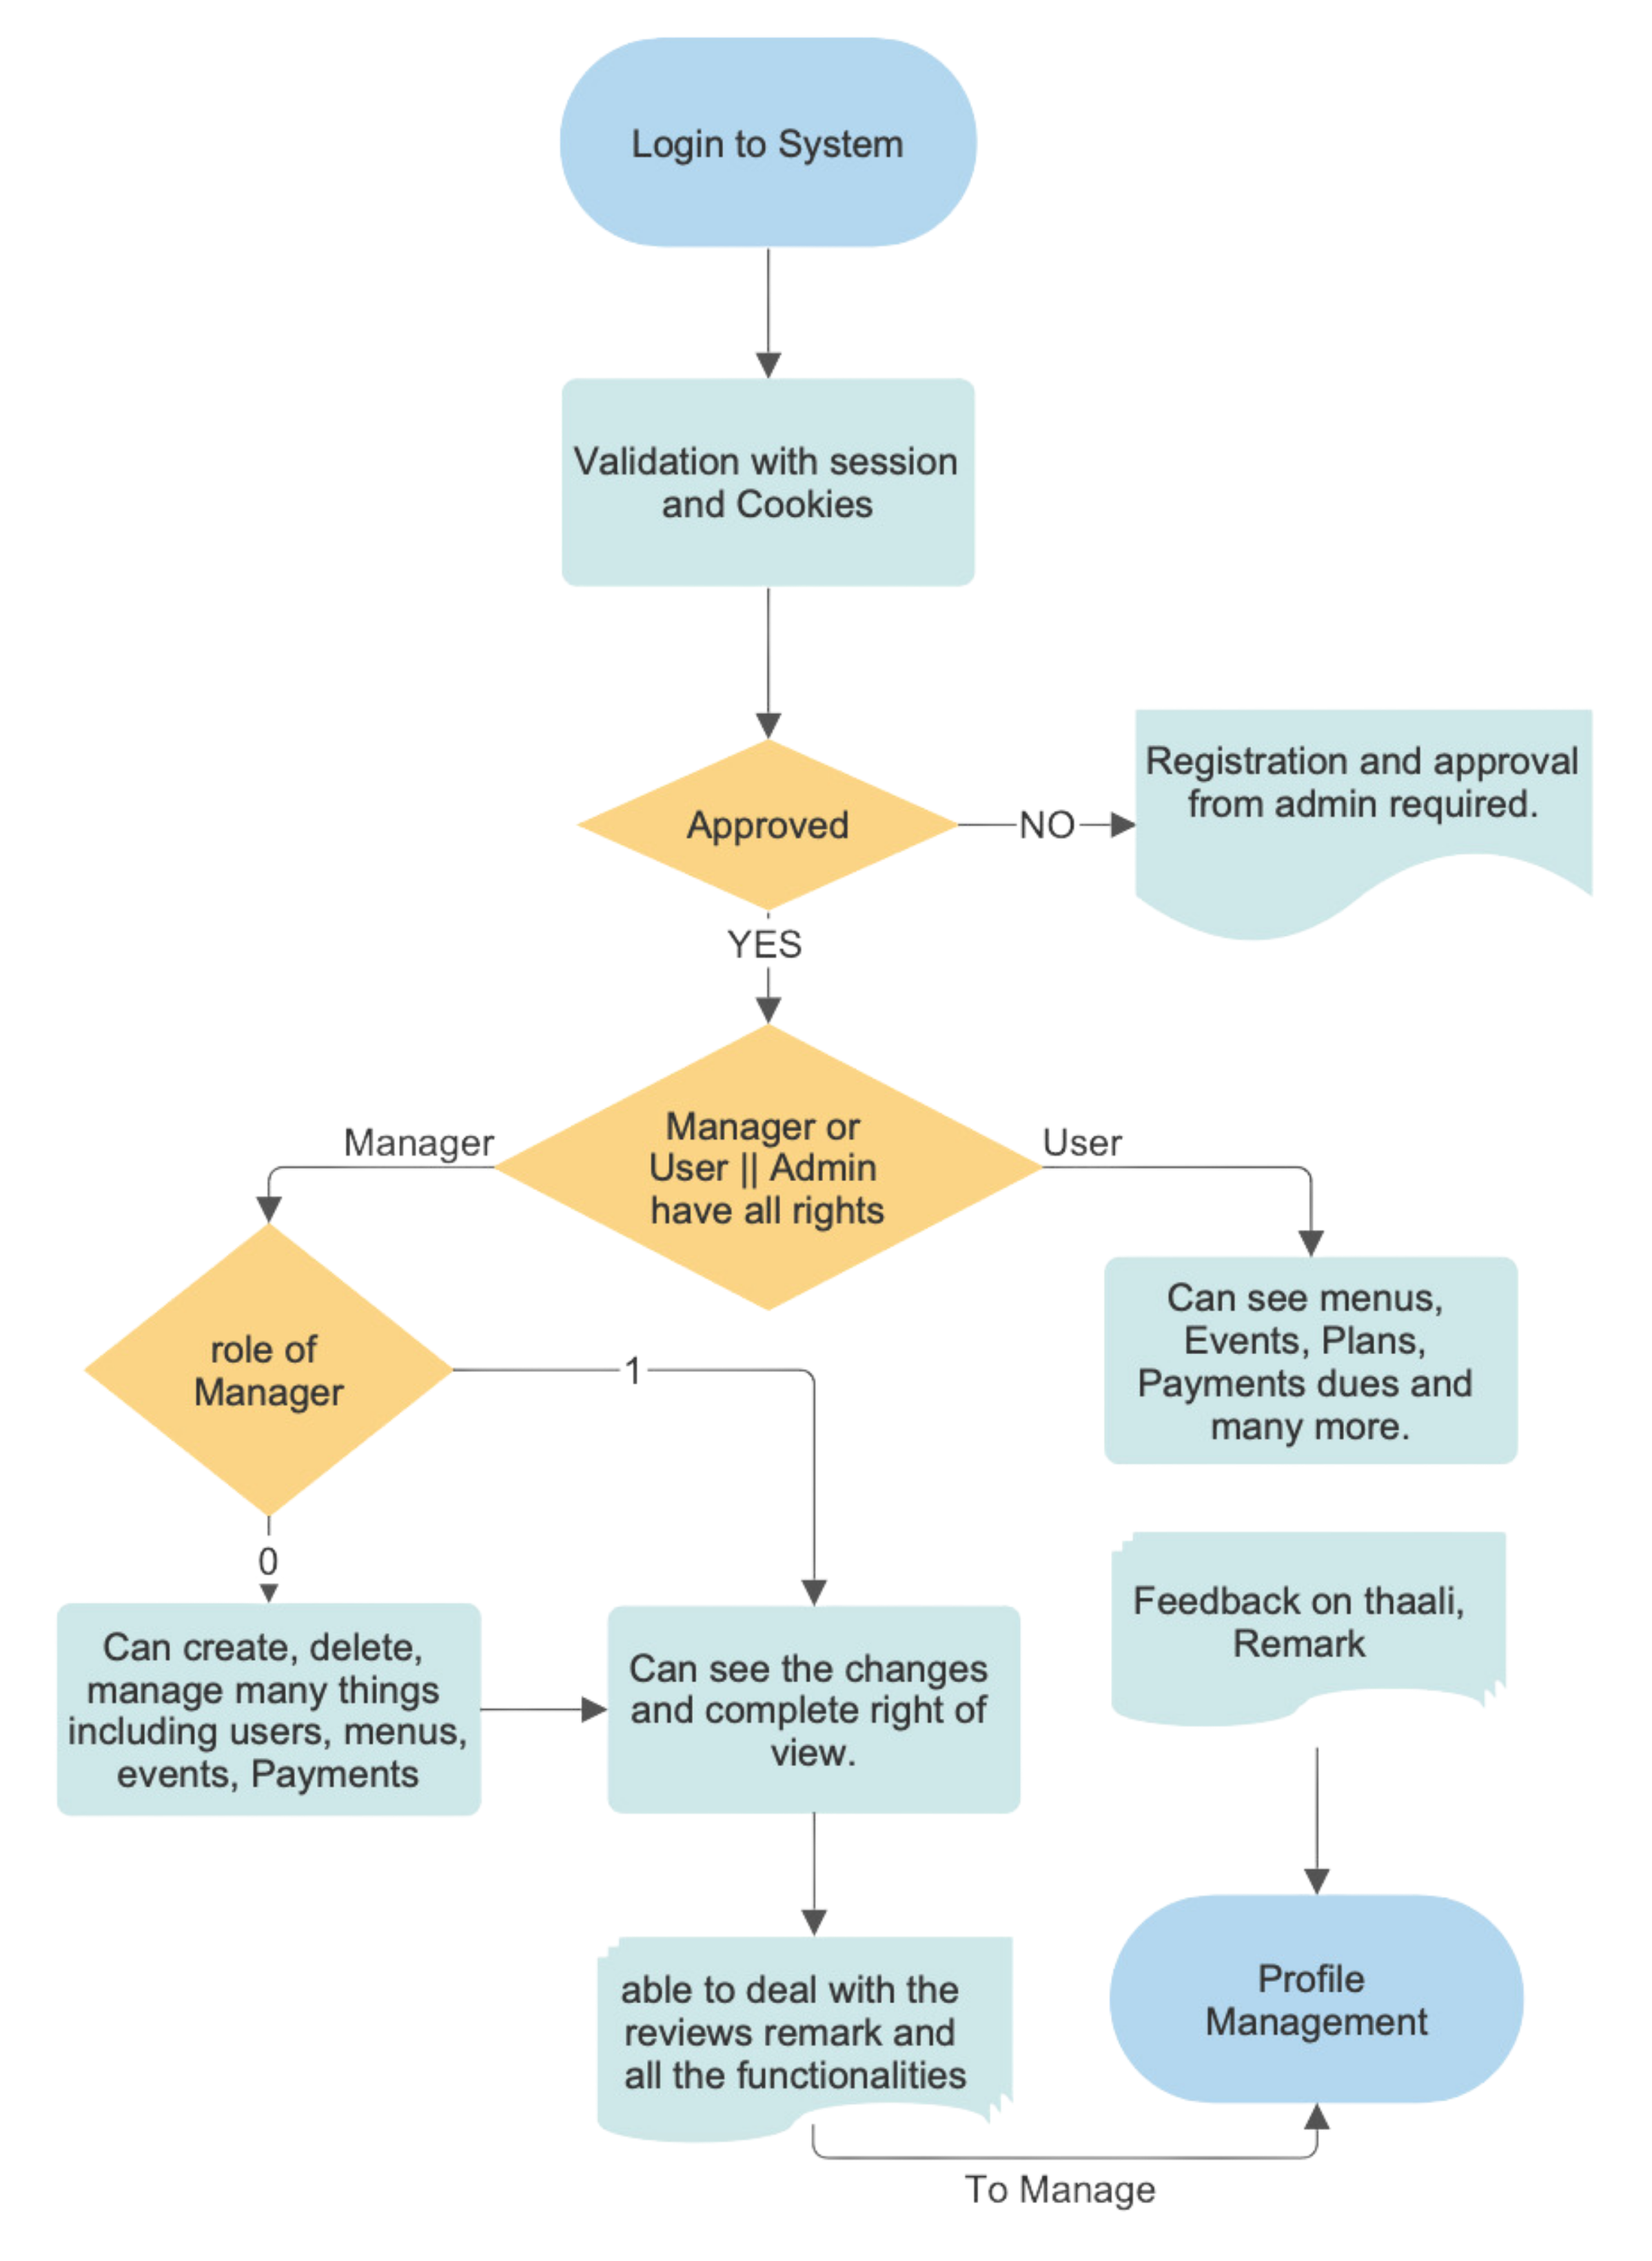 Login to System
Validation with session
and Cookies
Approved
NO
Registration and approval
from admin required.
YES
Manager or
User || Admin
have all rights
Manager
User
role of
Manager
1
0
Can see menus,
Events, Plans,
Payments dues and
many more.
Can create, delete,
manage many things
including users, menus,
events, Payments
Can see the changes
and complete right of
view.
Feedback on thaali,
Remark
able to deal with the
reviews remark and
all the functionalities
Profile
Management
To Manage